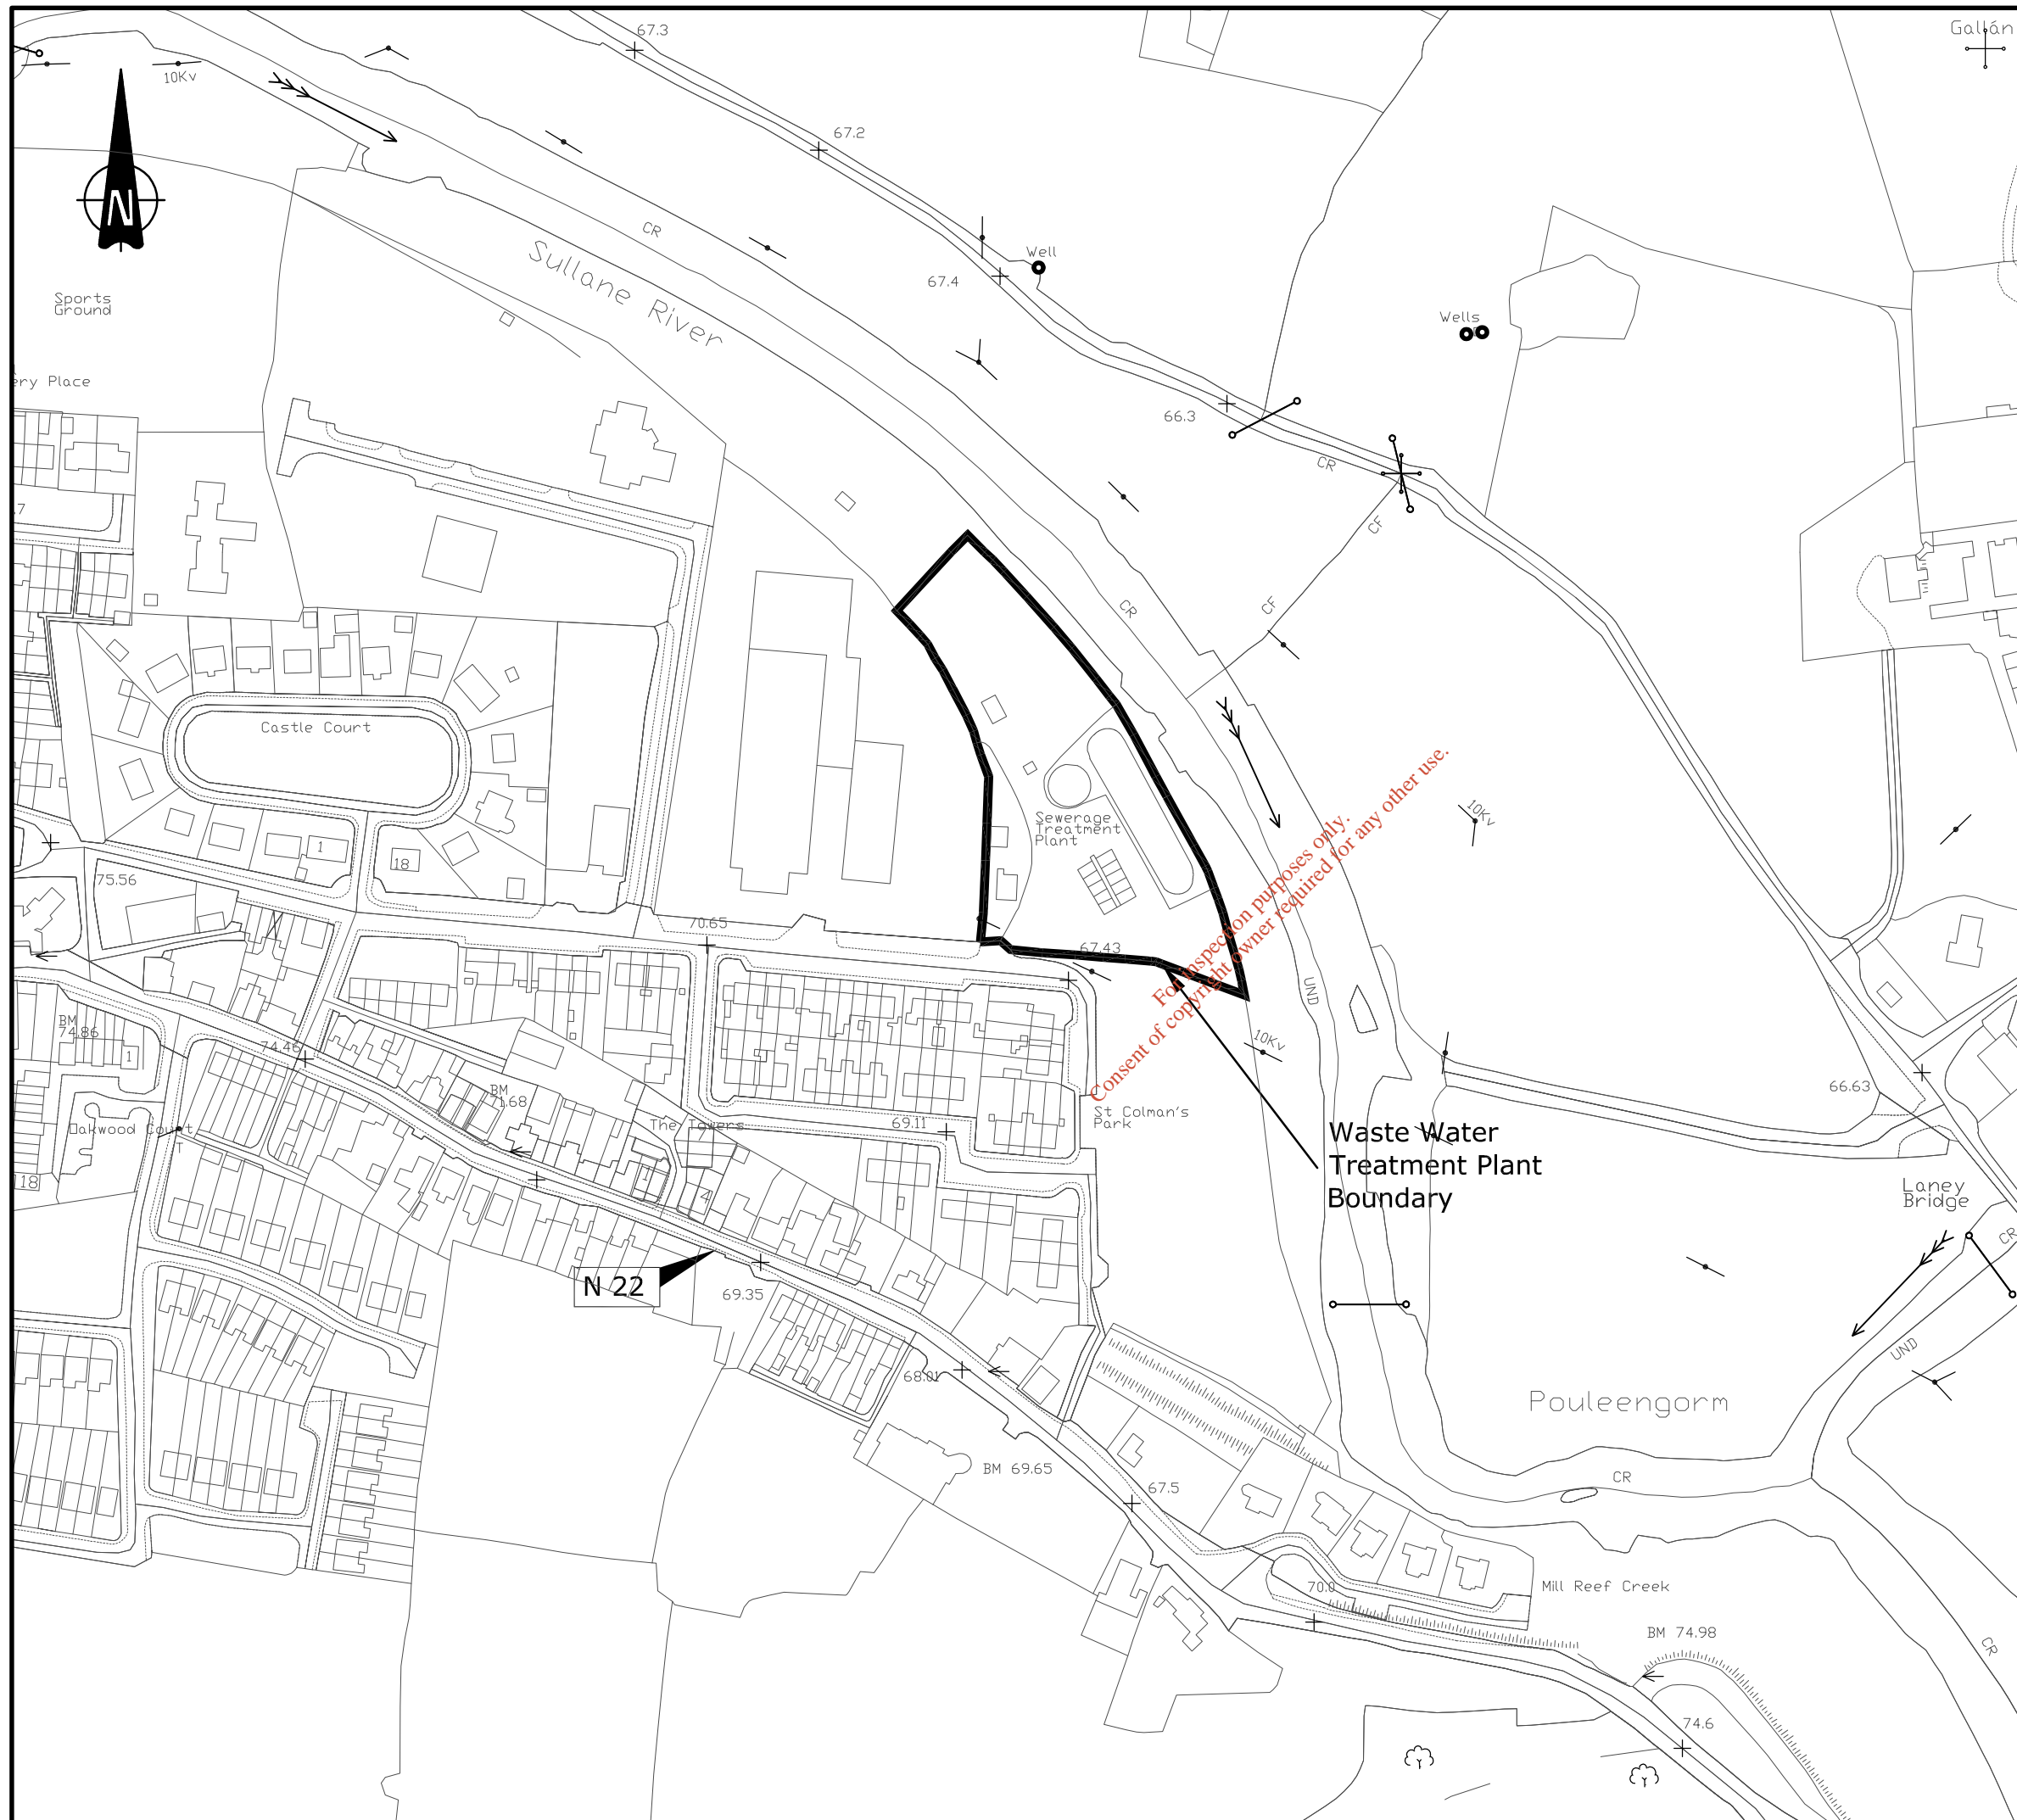 67.3
Gallán
10Kv
N
67.2
CR
Sullane River
Well
67.4
Sports
Ground
Wells
ery Place
66.3
CR
.7
CF
CF
CR
Castle Court
10Kv
Sewerage
Treatment
Plant
1
18
75.56
70.65
67.43
For inspection purposes only.
Consent of copyright owner required for any other use.
UND
BM
74.86
1
74.46
10Kv
BM
71.68
66.63
Oakwood Court
The Towers
69.11
St Colman's
Park
Waste Water
Treatment Plant
Boundary
118
1
4
Laney
Bridge
CR
N 22
69.35
UND
68.01
Pouleengorm
BM 69.65
CR
67.5
70.0
Mill Reef Creek
BM 74.98
CR
74.6